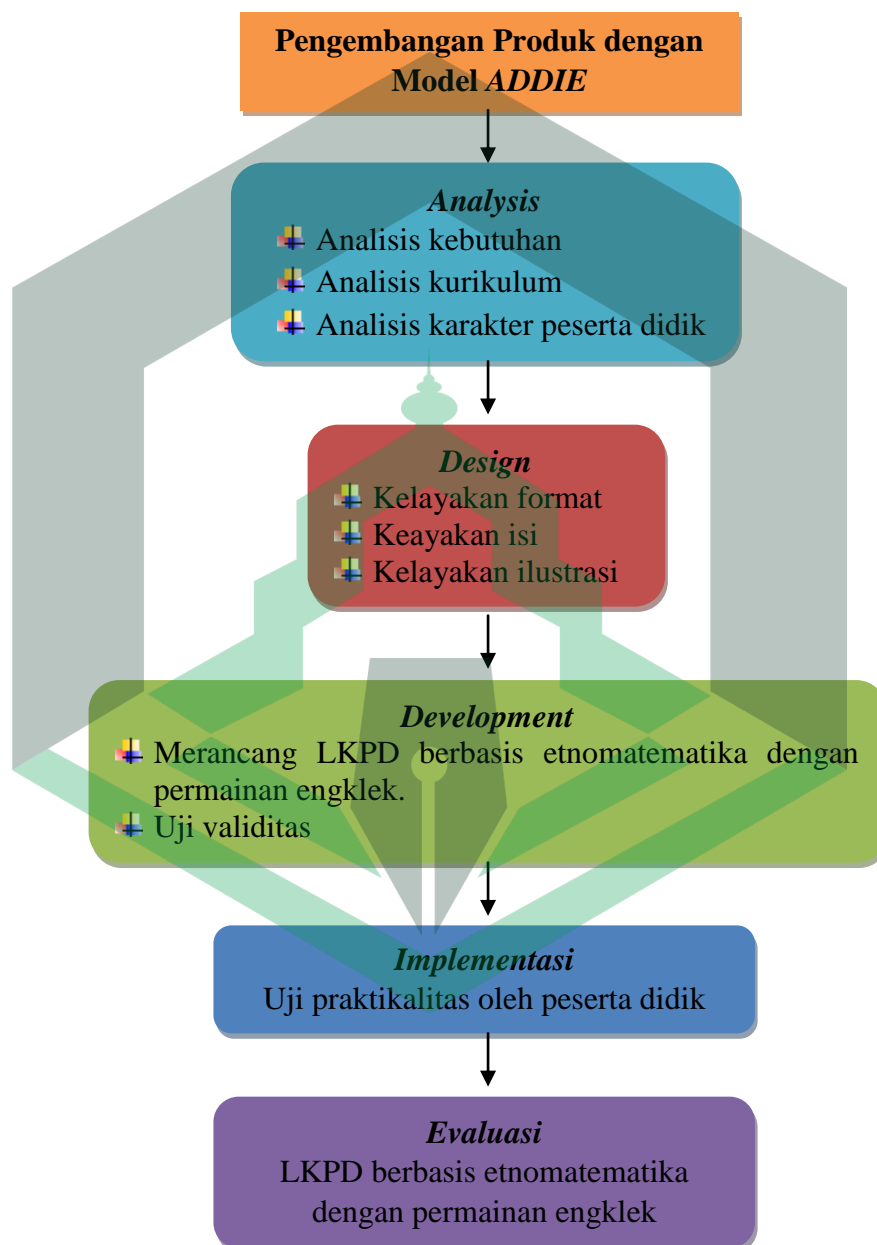 Pengembangan Produk dengan
Model ADDIE
Analysis
Analisis kebutuhan
Analisis kurikulum
Analisis karakter peserta didik
Design
Kelayakan format
Keayakan isi
Kelayakan ilustrasi
Development
Merancang LKPD berbasis etnomatematika dengan
permainan engklek.
Uji validitas
Implementasi
Uji praktikalitas oleh peserta didik
Evaluasi
LKPD berbasis etnomatematika
dengan permainan engklek